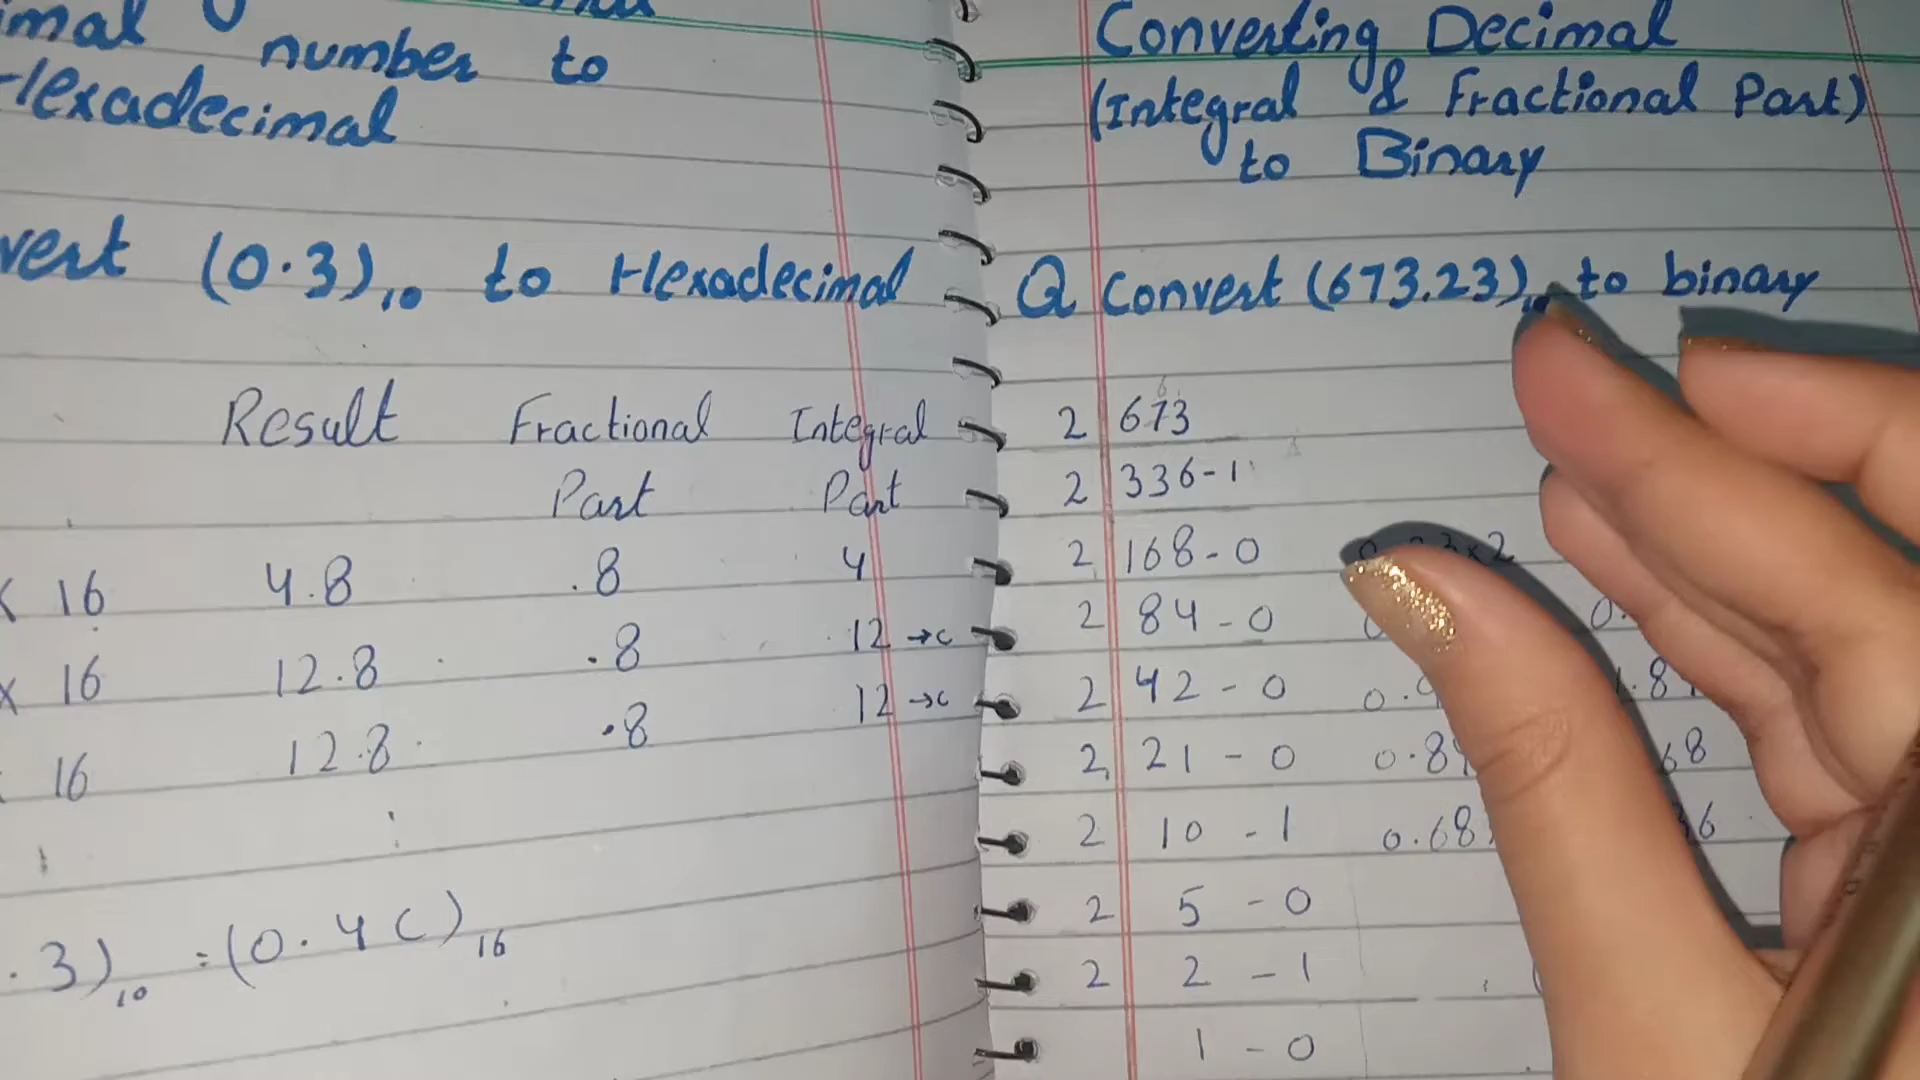 number to
Hexadecimal
(0.3)10 to Hexadecimal
Result Fractional Integral
Part Part
16 4.8 .8 4
x 16 12.8 .8 12 →c
16 12.8 .8 12 →c
.3)10 = (0.4C)16
Converting Decimal
(Integral & Fractional Part)
to Binary
Q Convert (673.23)10 to binary
2 673
2 336-1
2 168-0
2 84-0
2 42-0
2 21-0
2 10-1
2 5-0
2 2-1
1-0